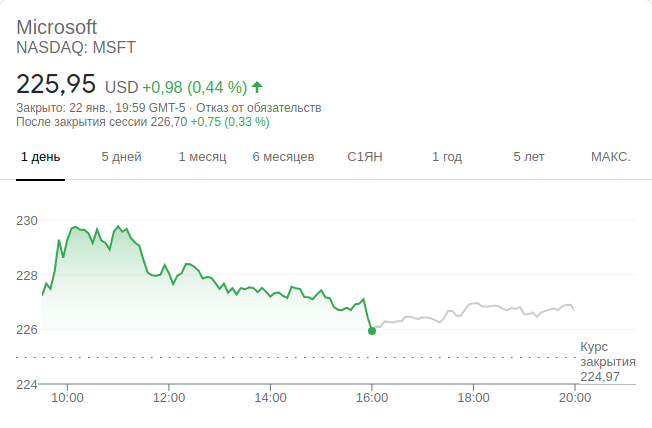 Microsoft
NASDAQ: MSFT
225,95 USD +0,98 (0,44 %)
Закрыто: 22 янв., 19:59 GMT-5 · Отказ от обязательств
После закрытия сессии 226,70 +0,75 (0,33 %)
1 день 5 дней 1 месяц 6 месяцев С1ЯН 1 год 5 лет МАКС.
230
228
226
Курс
закрытия
224,97
224
10:00 12:00 14:00 16:00 18:00 20:00